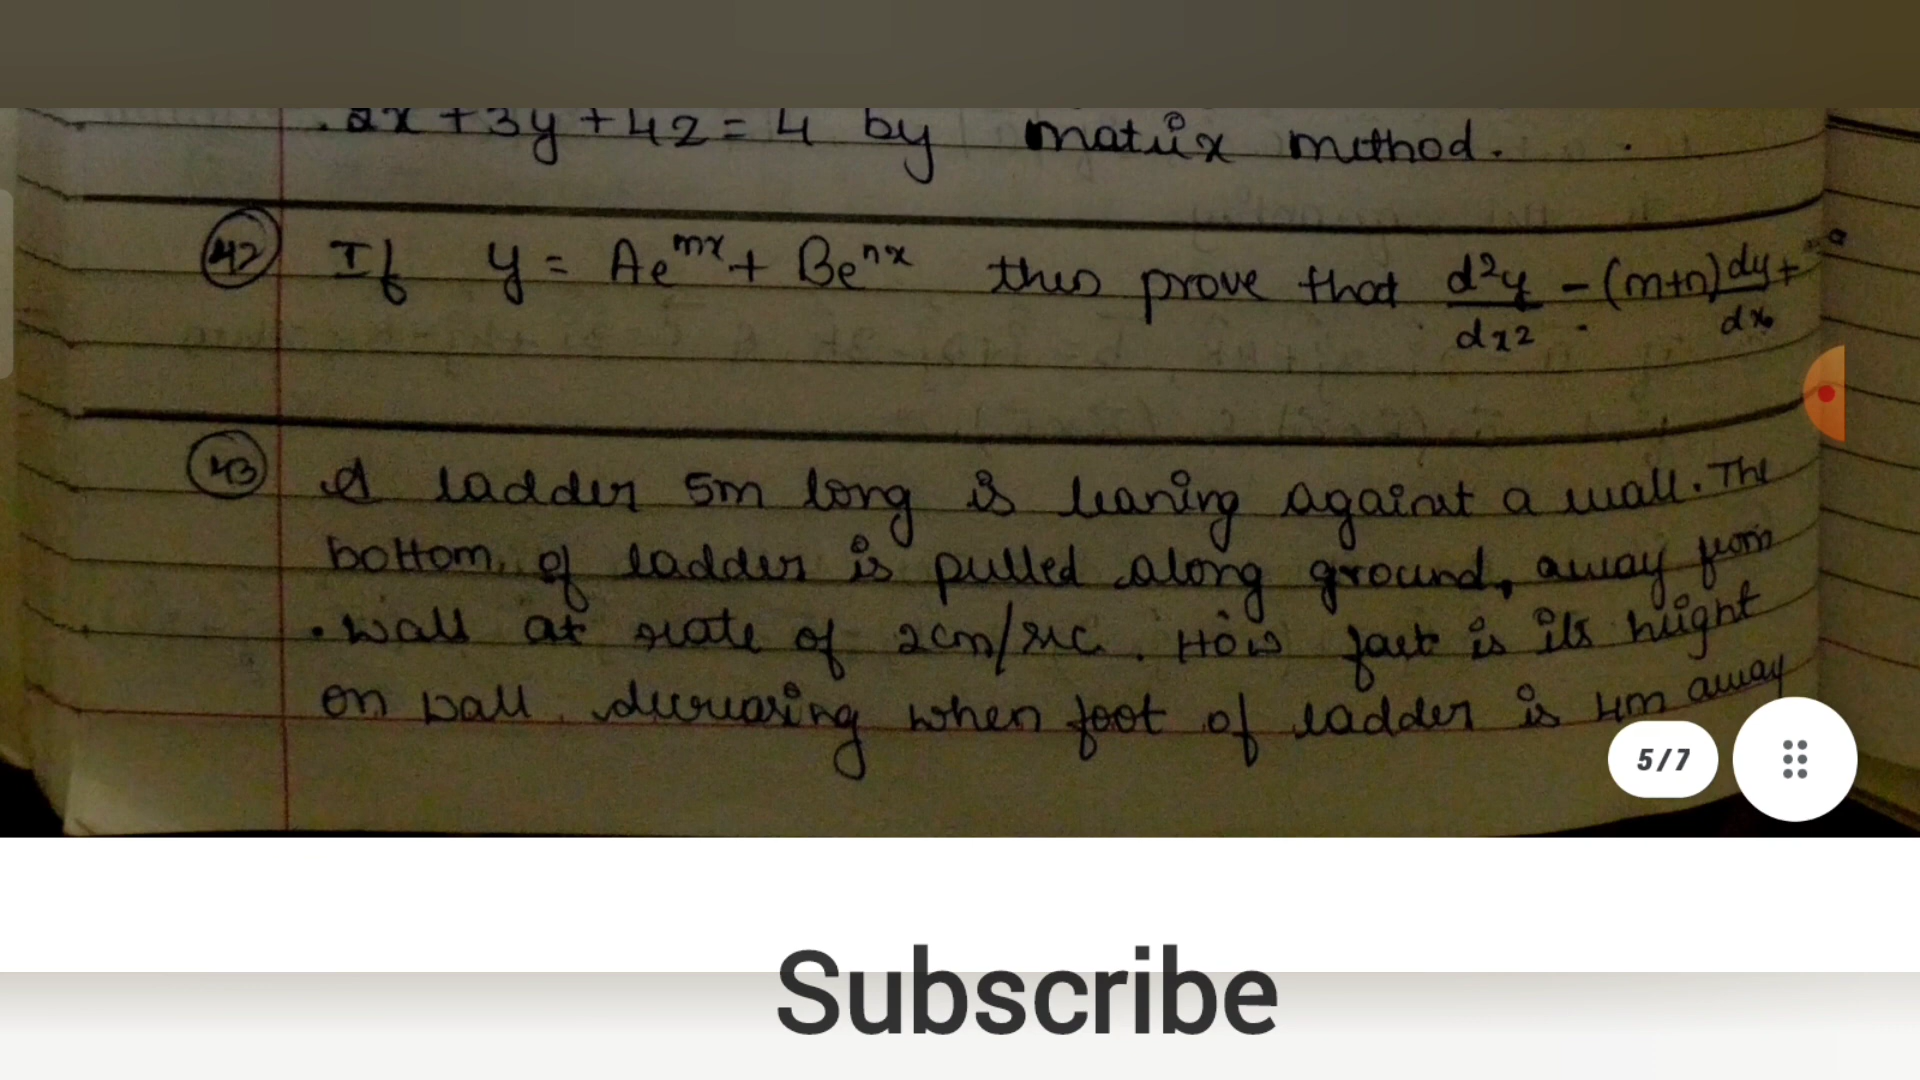 2x + 3y + 4z = 4 by matrix method.
42 If y = Ae^mx + Be^nx then prove that d²y/dx² - (m+n) dy/dx +
43 A ladder 5m long is leaning against a wall. The
bottom of ladder is pulled along ground, away from
wall at rate of 2cm/sec. How fast is its height
on wall decreasing when foot of ladder is 4m away
5/7
Subscribe